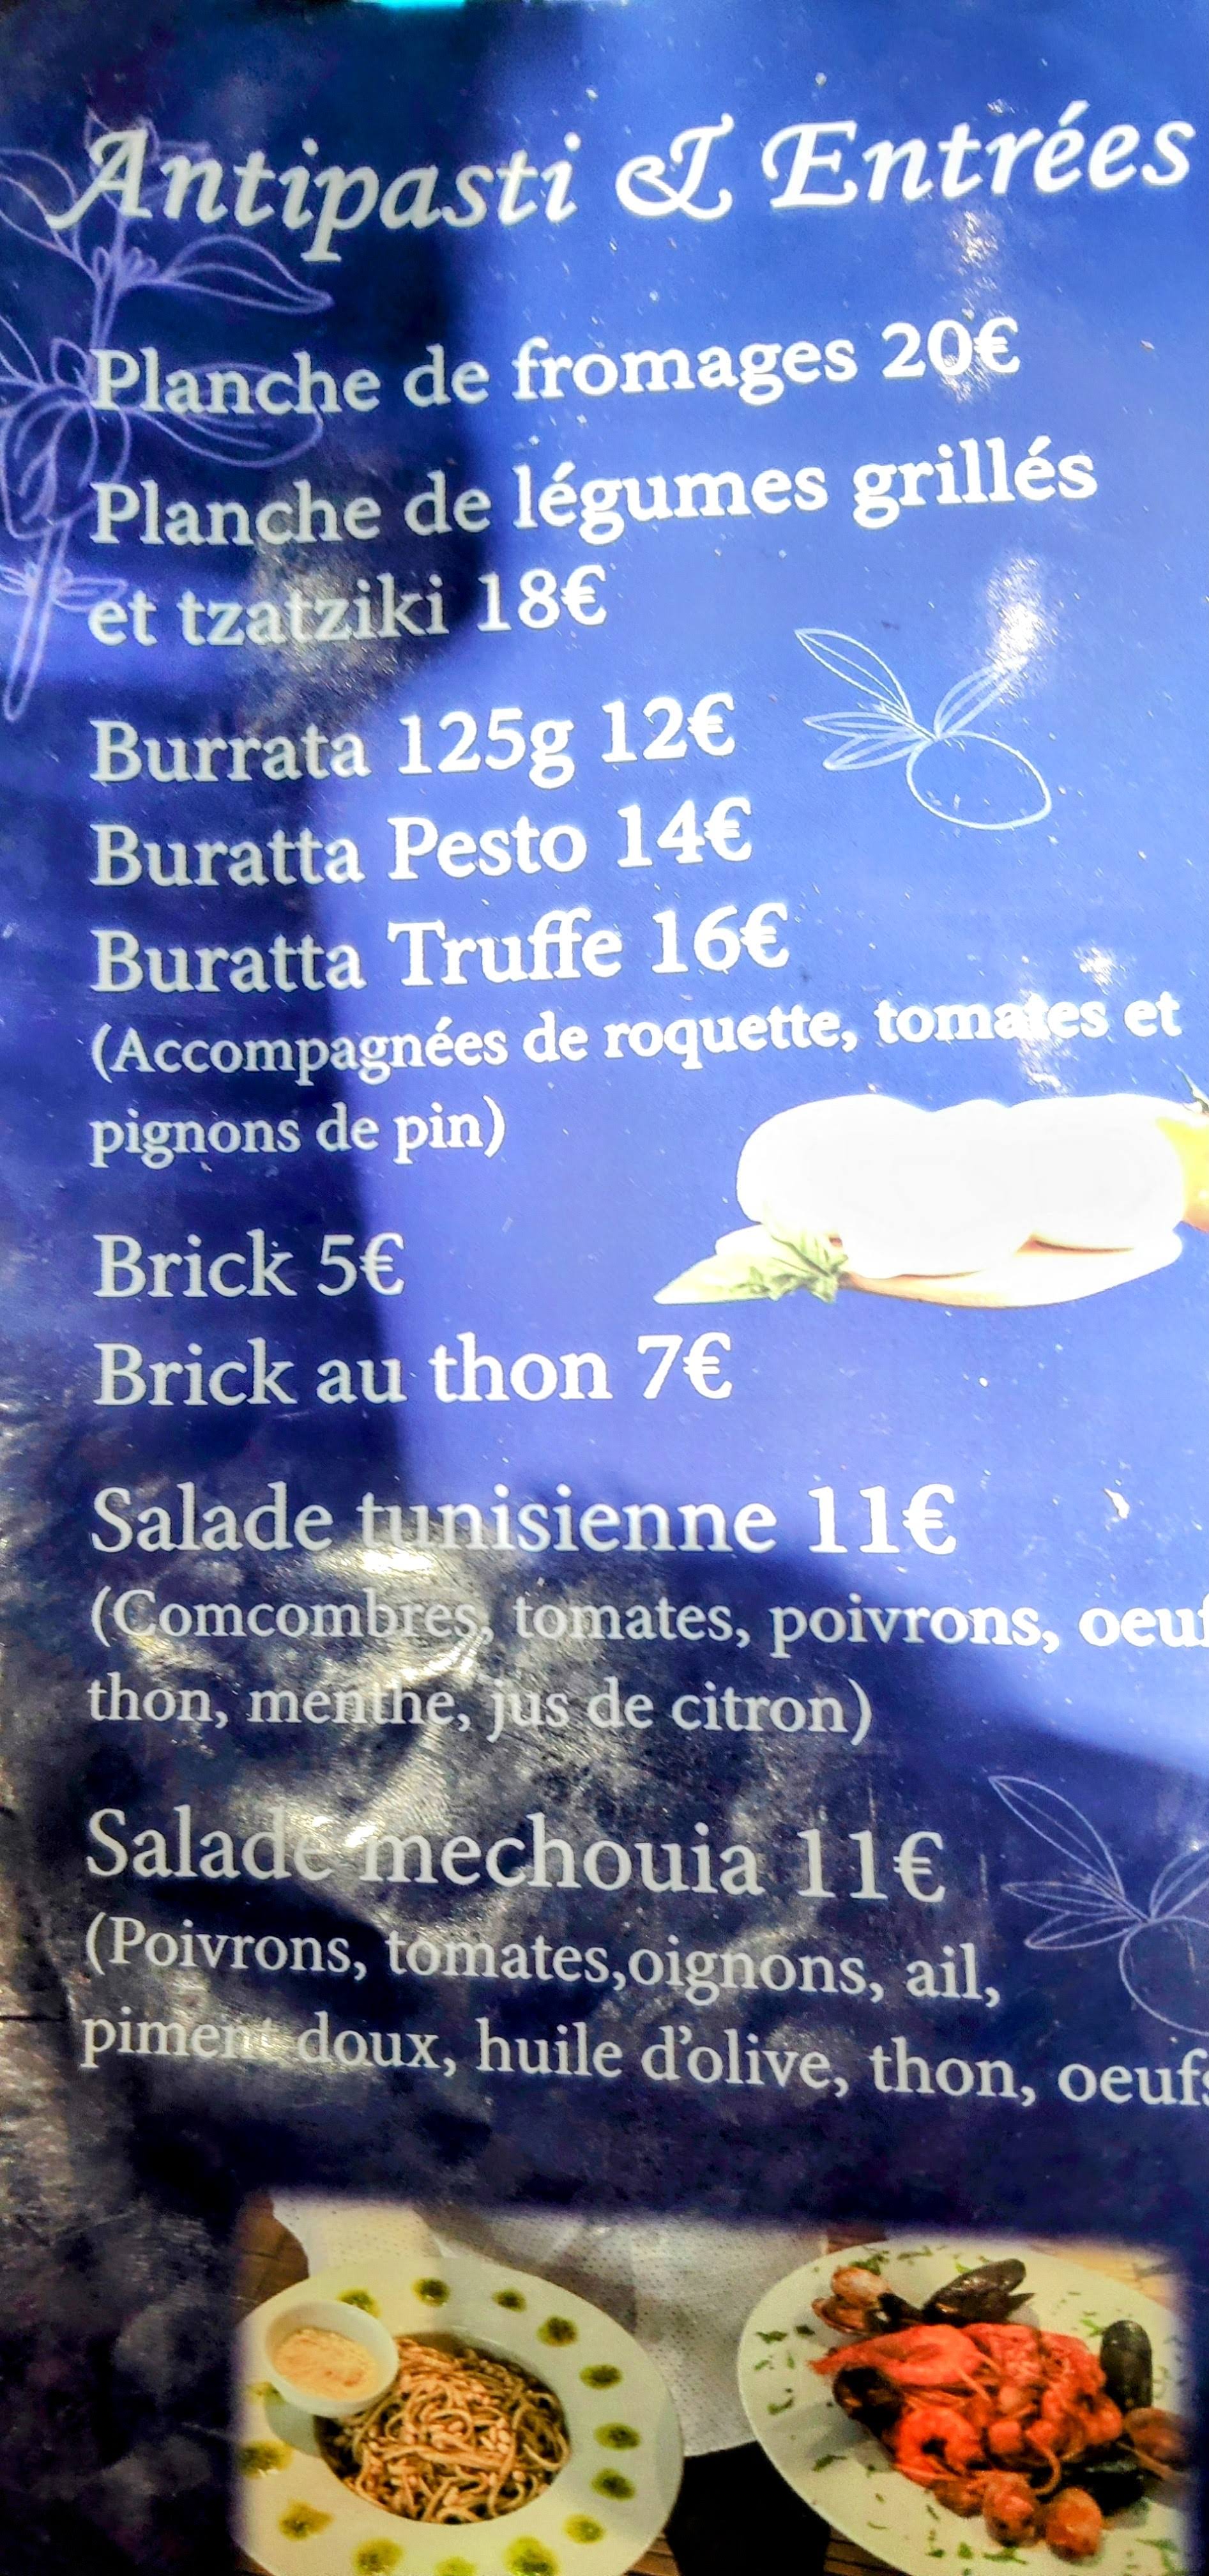 Antipasti & Entrées
Planche de fromages 20€
Planche de légumes grillés
et tzatziki 18€
Burrata 125g 12€
Buratta Pesto 14€
Buratta Truffe 16€
(Accompagnées de roquette, tomates et
pignons de pin)
Brick 5€
Brick au thon 7€
Salade tunisienne 11€
(Comcombres, tomates, poivrons, oeuf
thon, menthe, jus de citron)
Salade mechouia 11€
(Poivrons, tomates,oignons, ail,
piment doux, huile d'olive, thon, oeufs